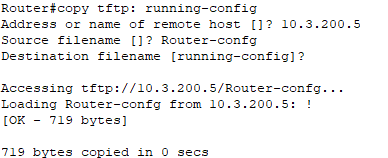 Router#copy tftp: running-config
Address or name of remote host []? 10.3.200.5
Source filename []? Router-confg
Destination filename [running-config]?
Accessing tftp://10.3.200.5/Router-confg...
Loading Router-confg from 10.3.200.5: !
[OK - 719 bytes]
719 bytes copied in 0 secs